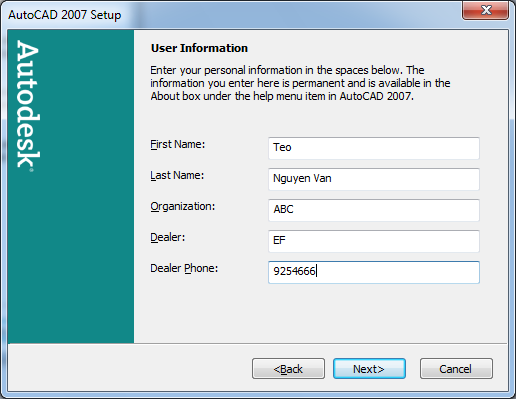 AutoCAD 2007 Setup
Autodesk®
User Information
Enter your personal information in the spaces below. The
information you enter here is permanent and is available in the
About box under the help menu item in AutoCAD 2007.
First Name: Teo
Last Name: Nguyen Van
Organization: ABC
Dealer: EF
Dealer Phone: 9254666
<Back Next> Cancel